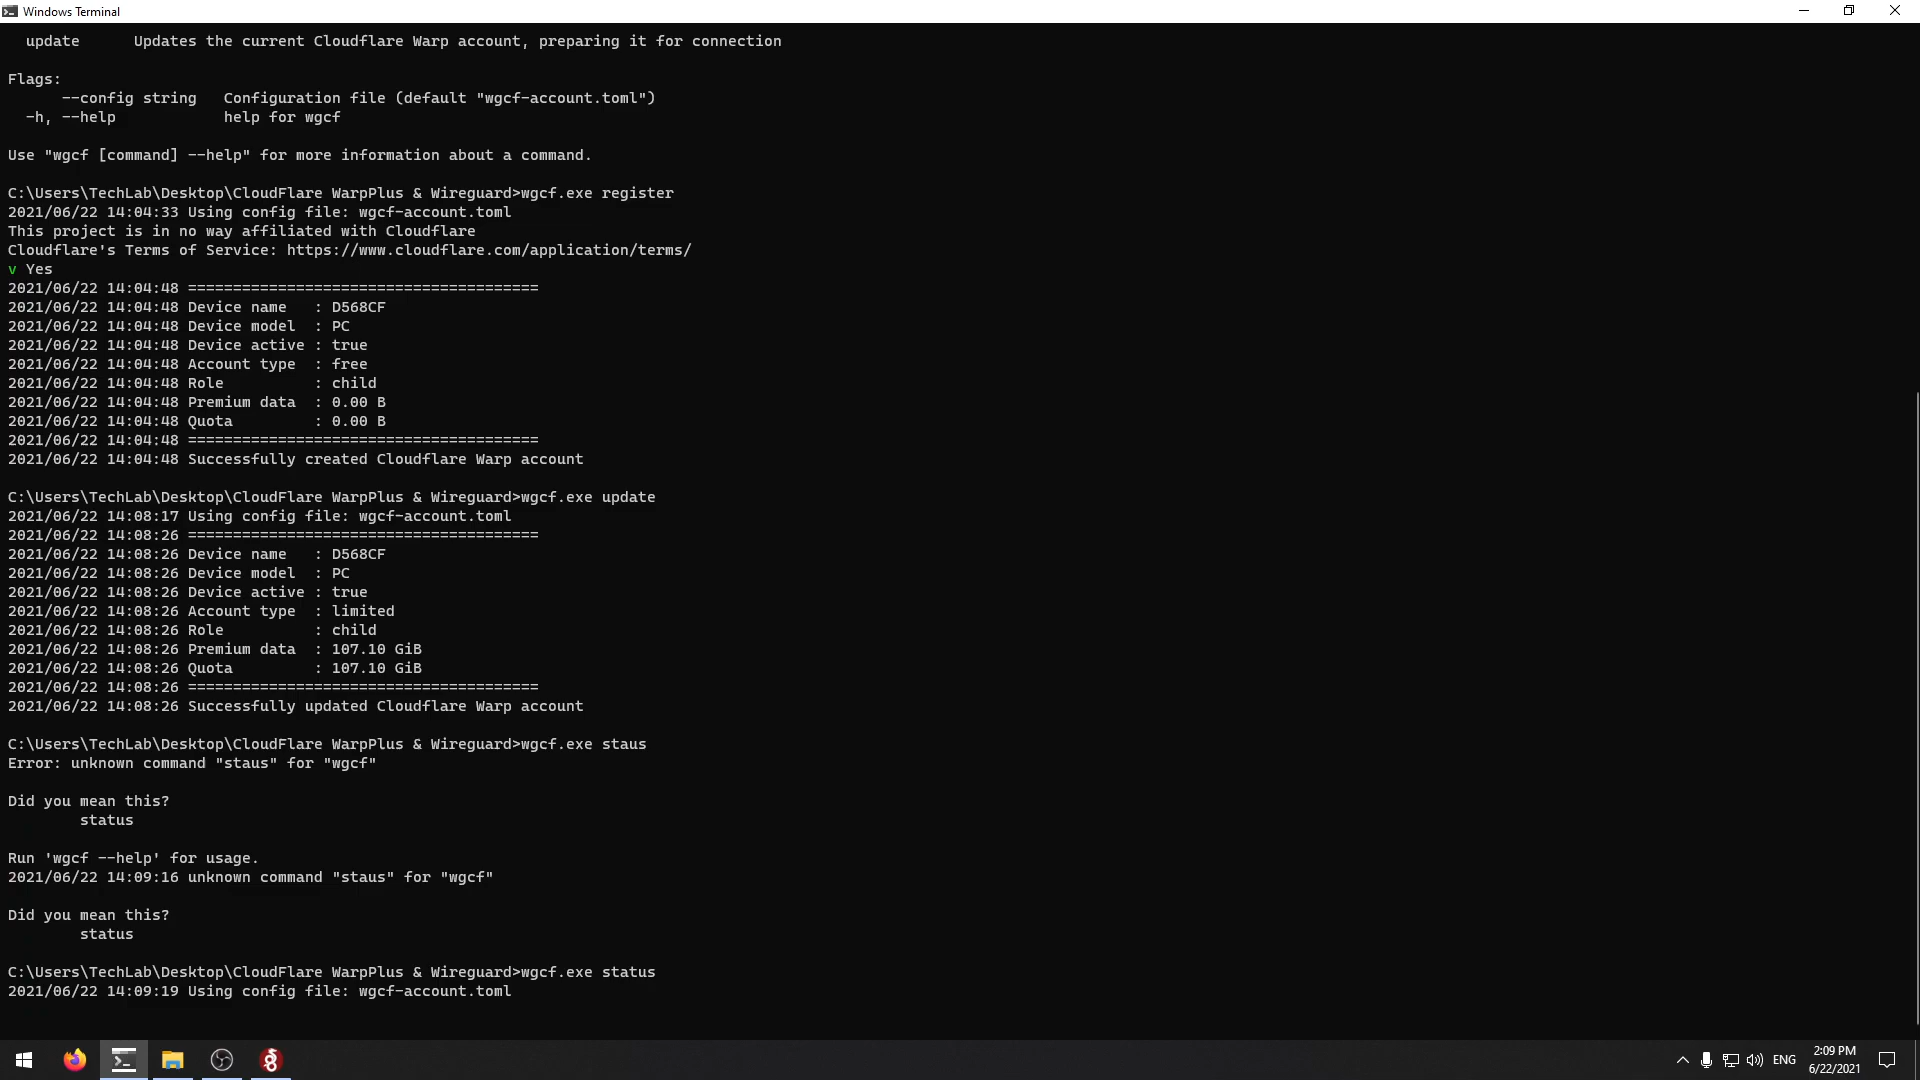 Windows Terminal
  update      Updates the current Cloudflare Warp account, preparing it for connection
Flags:
      --config string   Configuration file (default "wgcf-account.toml")
  -h, --help            help for wgcf
Use "wgcf [command] --help" for more information about a command.
C:\Users\TechLab\Desktop\CloudFlare WarpPlus & Wireguard>wgcf.exe register
2021/06/22 14:04:33 Using config file: wgcf-account.toml
This project is in no way affiliated with Cloudflare
Cloudflare's Terms of Service: https://www.cloudflare.com/application/terms/
v Yes
2021/06/22 14:04:48 =======================================
2021/06/22 14:04:48 Device name   : D568CF
2021/06/22 14:04:48 Device model  : PC
2021/06/22 14:04:48 Device active : true
2021/06/22 14:04:48 Account type  : free
2021/06/22 14:04:48 Role          : child
2021/06/22 14:04:48 Premium data  : 0.00 B
2021/06/22 14:04:48 Quota         : 0.00 B
2021/06/22 14:04:48 =======================================
2021/06/22 14:04:48 Successfully created Cloudflare Warp account
C:\Users\TechLab\Desktop\CloudFlare WarpPlus & Wireguard>wgcf.exe update
2021/06/22 14:08:17 Using config file: wgcf-account.toml
2021/06/22 14:08:26 =======================================
2021/06/22 14:08:26 Device name   : D568CF
2021/06/22 14:08:26 Device model  : PC
2021/06/22 14:08:26 Device active : true
2021/06/22 14:08:26 Account type  : limited
2021/06/22 14:08:26 Role          : child
2021/06/22 14:08:26 Premium data  : 107.10 GiB
2021/06/22 14:08:26 Quota         : 107.10 GiB
2021/06/22 14:08:26 =======================================
2021/06/22 14:08:26 Successfully updated Cloudflare Warp account
C:\Users\TechLab\Desktop\CloudFlare WarpPlus & Wireguard>wgcf.exe staus
Error: unknown command "staus" for "wgcf"
Did you mean this?
        status
Run 'wgcf --help' for usage.
2021/06/22 14:09:16 unknown command "staus" for "wgcf"
Did you mean this?
        status
C:\Users\TechLab\Desktop\CloudFlare WarpPlus & Wireguard>wgcf.exe status
2021/06/22 14:09:19 Using config file: wgcf-account.toml
ENG
2:09 PM
6/22/2021